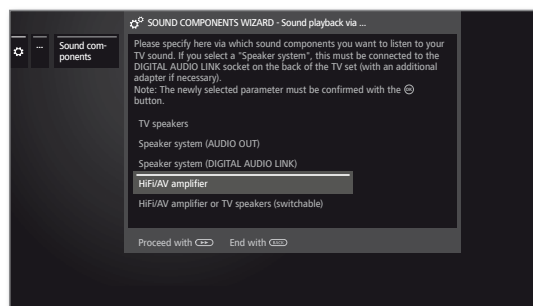 SOUND COMPONENTS WIZARD - Sound playback via ...
...
Sound com-
ponents
Please specify here via which sound components you want to listen to your
TV sound. If you select a "Speaker system", this must be connected to the
DIGITAL AUDIO LINK socket on the back of the TV set (with an additional
adapter if necessary).
Note: The newly selected parameter must be confirmed with the OK
button.
TV speakers
Speaker system (AUDIO OUT)
Speaker system (DIGITAL AUDIO LINK)
HiFi/AV amplifier
HiFi/AV amplifier or TV speakers (switchable)
Proceed with End with